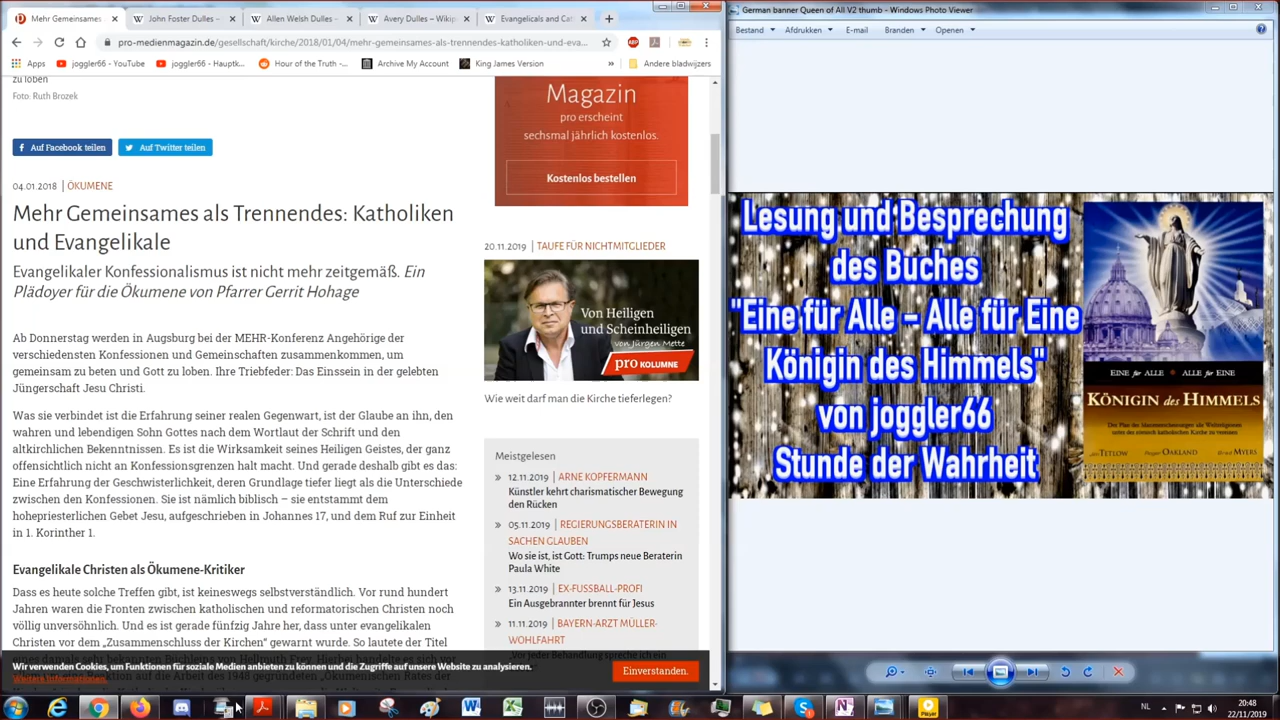 Mehr Gemeinsames
John Foster Dulles –
Allen Welsh Dulles –
Avery Dulles – Wikip
Evangelicals and Cat
pro-medienmagazin.de/gesellschaft/kirche/2018/01/04/mehr-gemeinsames-als-trennendes-katholiken-und-eva...
Apps
joggler66 - YouTube
joggler66 - Hauptk...
Hour of the Truth -...
Archive My Account
King James Version
»
Andere bladwijzers
zu loben
Foto: Ruth Brozek
Auf Facebook teilen
Auf Twitter teilen
04.01.2018 | ÖKUMENE
Mehr Gemeinsames als Trennendes: Katholiken
und Evangelikale
Evangelikaler Konfessionalismus ist nicht mehr zeitgemäß. Ein
Plädoyer für die Ökumene von Pfarrer Gerrit Hohage
Ab Donnerstag werden in Augsburg bei der MEHR-Konferenz Angehörige der
verschiedensten Konfessionen und Gemeinschaften zusammenkommen, um
gemeinsam zu beten und Gott zu loben. Ihre Triebfeder: Das Einssein in der gelebten
Jüngerschaft Jesu Christi.
Was sie verbindet ist die Erfahrung seiner realen Gegenwart, ist der Glaube an ihn, den
wahren und lebendigen Sohn Gottes nach dem Wortlaut der Schrift und den
altkirchlichen Bekenntnissen. Es ist die Wirksamkeit seines Heiligen Geistes, der ganz
offensichtlich nicht an Konfessionsgrenzen halt macht. Und gerade deshalb gibt es das:
Eine Erfahrung der Geschwisterlichkeit, deren Grundlage tiefer liegt als die Unterschiede
zwischen den Konfessionen. Sie ist nämlich biblisch – sie entstammt dem
hohepriesterlichen Gebet Jesu, aufgeschrieben in Johannes 17, und dem Ruf zur Einheit
in 1. Korinther 1.
Evangelikale Christen als Ökumene-Kritiker
Dass es heute solche Treffen gibt, ist keineswegs selbstverständlich. Vor rund hundert
Jahren waren die Fronten zwischen katholischen und reformatorischen Christen noch
völlig unversöhnlich. Und es ist gerade fünfzig Jahre her, dass unter evangelikalen
Christen vor dem „Zusammenschluss der Kirchen“ gewarnt wurde. So lautete der Titel
Wir verwenden Cookies, um Funktionen für soziale Medien anbieten zu können und die Zugriffe auf unsere Website zu analysieren.
Weitere Informationen
Einverstanden.
Magazin
pro erscheint
sechsmal jährlich kostenlos.
Kostenlos bestellen
20.11.2019 | TAUFE FÜR NICHTMITGLIEDER
Von Heiligen
und Scheinheiligen
von Jürgen Mette
pro KOLUMNE
Wie weit darf man die Kirche tieferlegen?
Meistgelesen
» 12.11.2019 | ARNE KOPFERMANN
Künstler kehrt charismatischer Bewegung
den Rücken
» 05.11.2019 | REGIERUNGSBERATERIN IN
SACHEN GLAUBEN
Wo sie ist, ist Gott: Trumps neue Beraterin
Paula White
» 13.11.2019 | EX-FUSSBALL-PROFI
Ein Ausgebrannter brennt für Jesus
» 11.11.2019 | BAYERN-ARZT MÜLLER-
WOHLFAHRT
German banner Queen of All V2 thumb - Windows Photo Viewer
Bestand
Afdrukken
E-mail
Branden
Openen
Lesung und Besprechung
des Buches
"Eine für Alle – Alle für Eine
Königin des Himmels"
von joggler66
Stunde der Wahrheit
EINE für ALLE • ALLE für EINE
KÖNIGIN des HIMMELS
Jim TETLOW
Roger OAKLAND
Brad MYERS
NL
20:48
22/11/2019